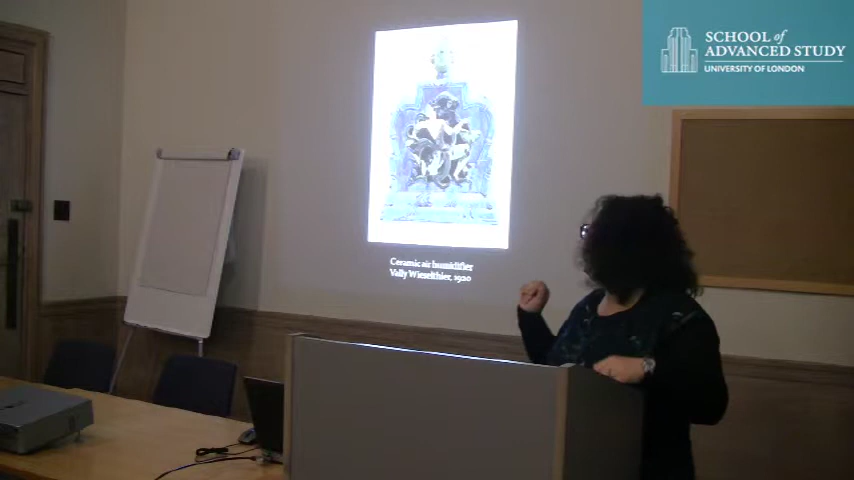 SCHOOL of
ADVANCED STUDY
UNIVERSITY OF LONDON
Ceramic air humidifier
Vally Wieselthier, 1920